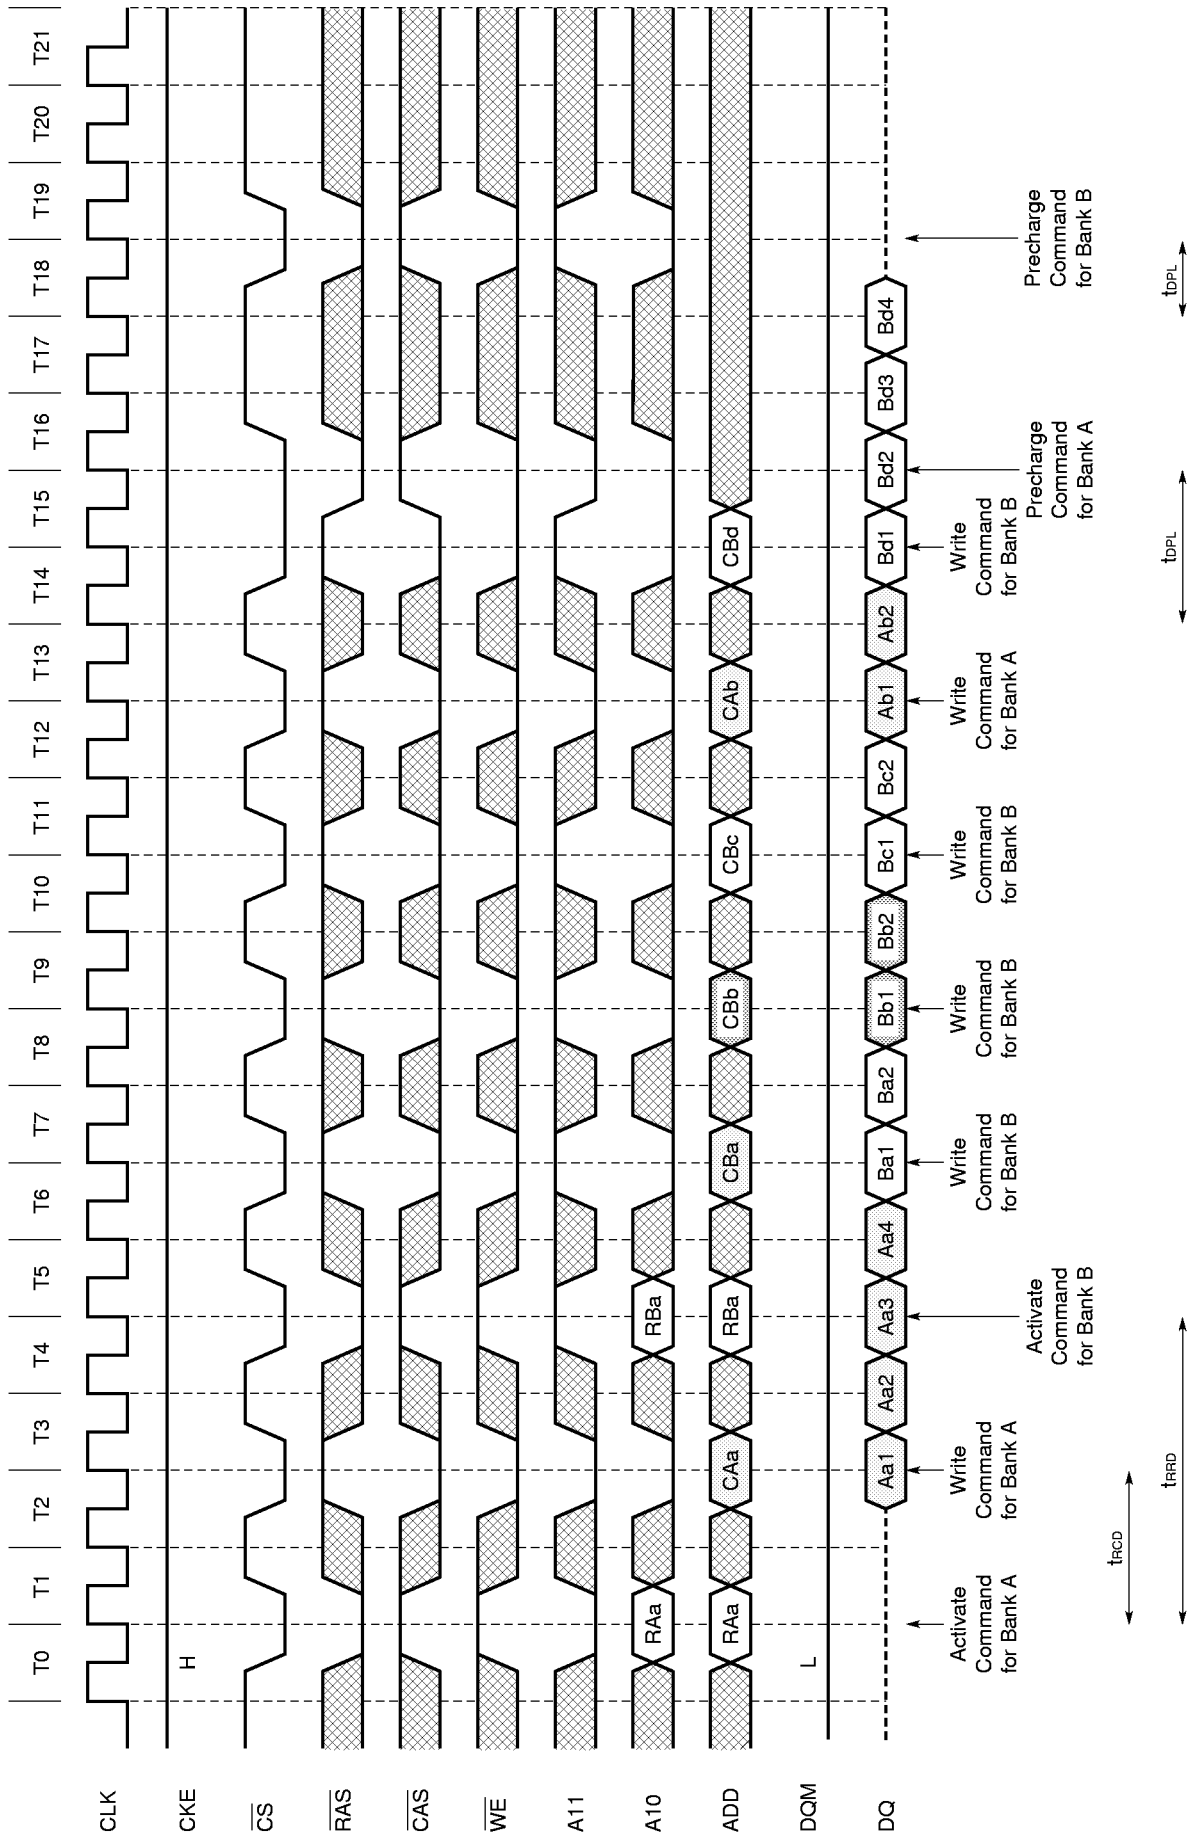 T0 T1 T2 T3 T4 T5 T6 T7 T8 T9 T10 T11 T12 T13 T14 T15 T16 T17 T18 T19 T20 T21
CLK
CKE H
CS
RAS
CAS
WE
A11
A10 RAa RBa
ADD RAa CAa RBa CBa CBb CBc CAb CBd
DQM L
DQ Aa1 Aa2 Aa3 Aa4 Ba1 Ba2 Bb1 Bb2 Bc1 Bc2 Ab1 Ab2 Bd1 Bd2 Bd3 Bd4
Activate
Command
for Bank A
Write
Command
for Bank A
Activate
Command
for Bank B
Write
Command
for Bank B
Write
Command
for Bank B
Write
Command
for Bank B
Write
Command
for Bank A
Write
Command
for Bank B
Precharge
Command
for Bank A
Precharge
Command
for Bank B
tRCD
tRRD
tDPL
tDPL